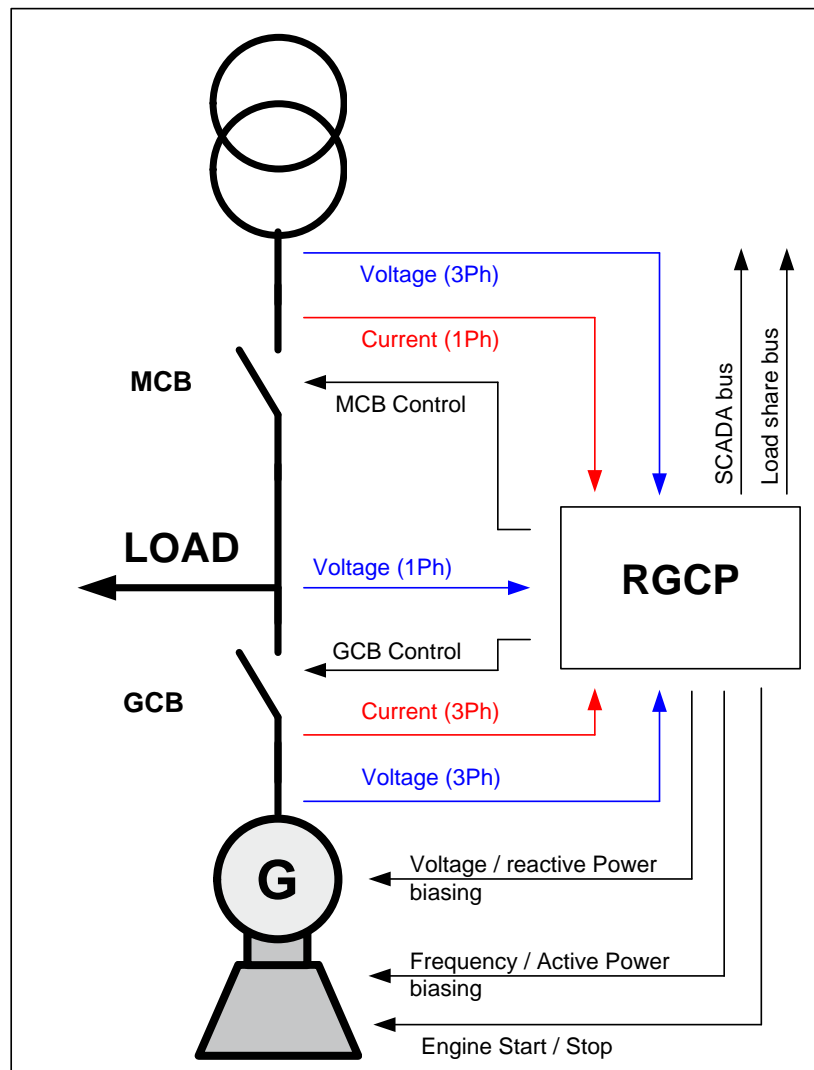 Voltage (3Ph)
Current (1Ph)
MCB
MCB Control
SCADA bus
Load share bus
LOAD
Voltage (1Ph)
RGCP
GCB Control
GCB
Current (3Ph)
Voltage (3Ph)
G
Voltage / reactive Power
biasing
Frequency / Active Power
biasing
Engine Start / Stop